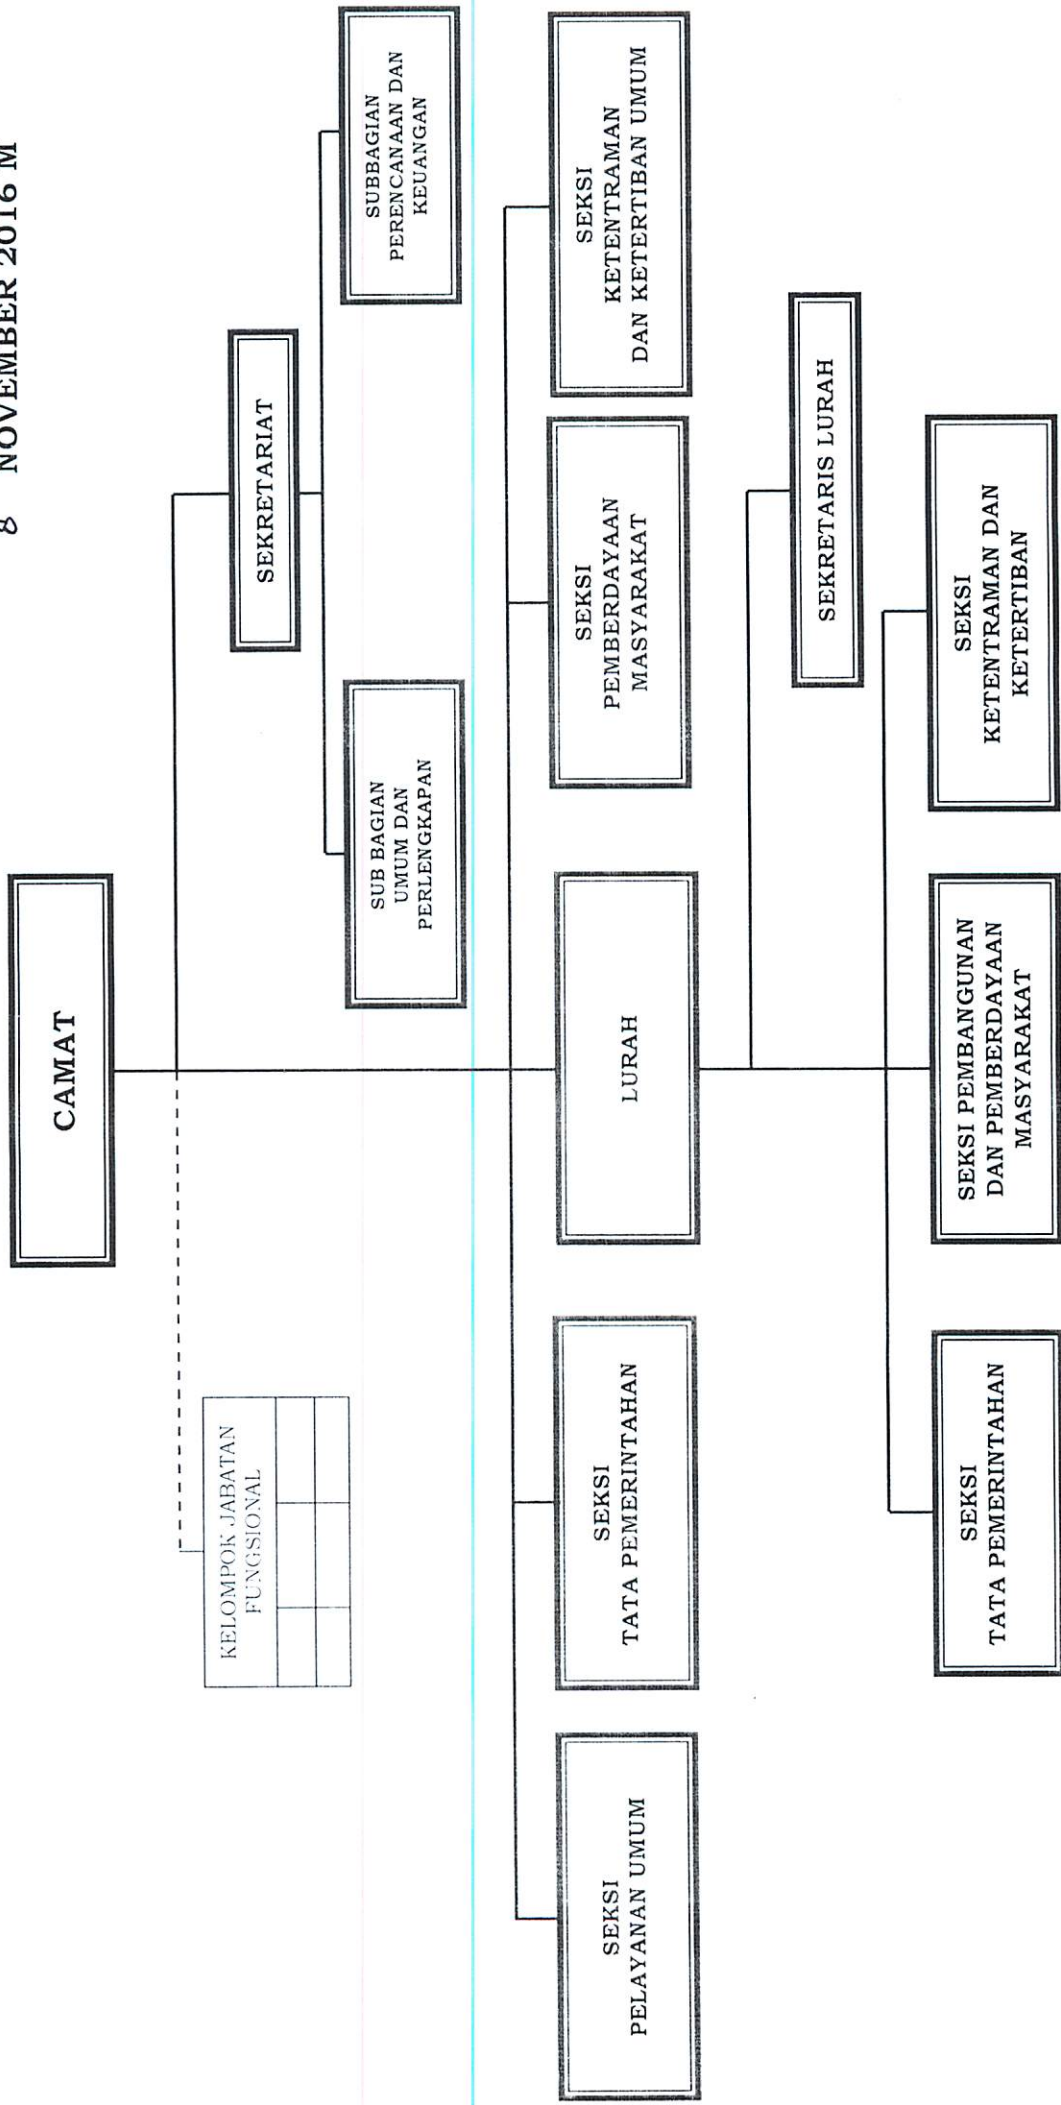 8 NOVEMBER 2016 M
CAMAT
KELOMPOK JABATAN
FUNGSIONAL
SEKRETARIAT
SUB BAGIAN
UMUM DAN
PERLENGKAPAN
SUBBAGIAN
PERENCANAAN DAN
KEUANGAN
SEKSI
PELAYANAN UMUM
SEKSI
TATA PEMERINTAHAN
LURAH
SEKSI
PEMBERDAYAAN
MASYARAKAT
SEKSI
KETENTRAMAN
DAN KETERTIBAN UMUM
SEKRETARIS LURAH
SEKSI
TATA PEMERINTAHAN
SEKSI PEMBANGUNAN
DAN PEMBERDAYAAN
MASYARAKAT
SEKSI
KETENTRAMAN DAN
KETERTIBAN